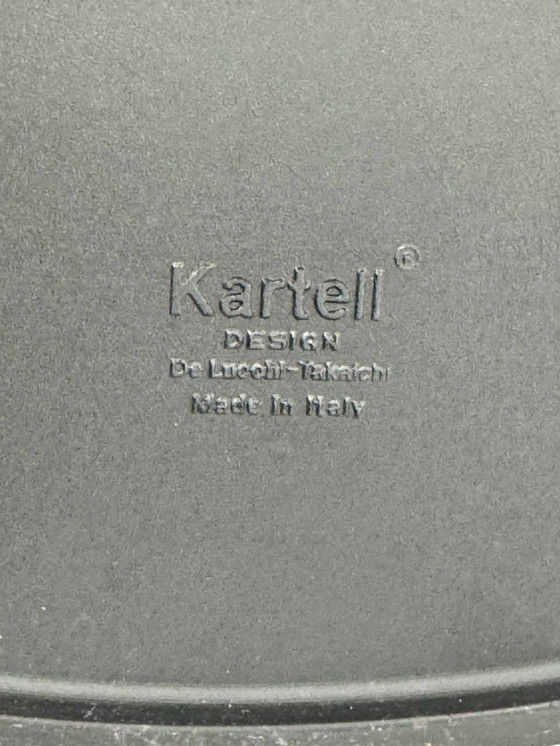 Kartell®
DESIGN
De Lucchi-Takaichi
Made in Italy